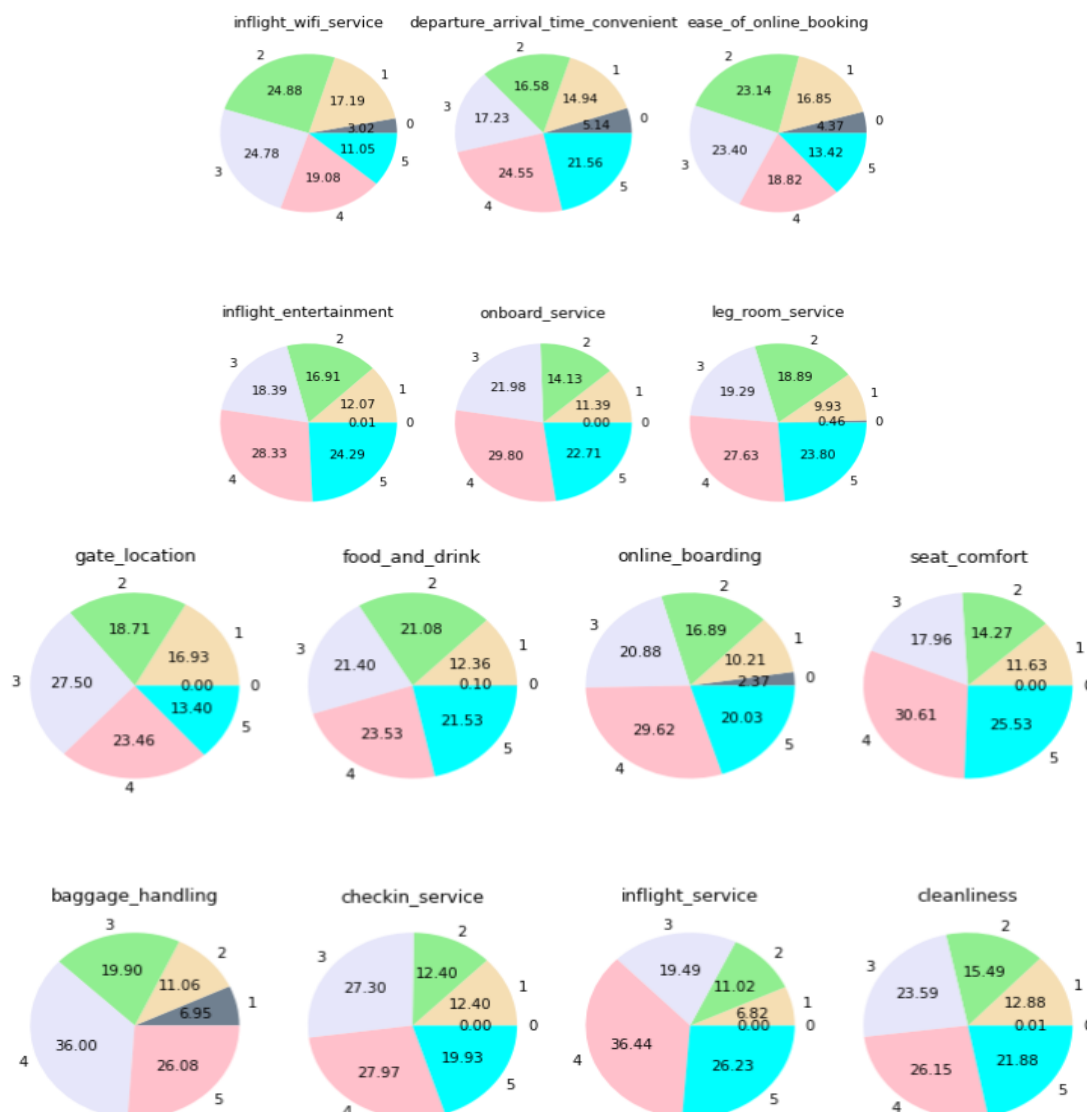 inflight_wifi_service departure_arrival_time_convenient ease_of_online_booking
2 24.88 1 17.19 0 3.02 3 24.78 4 19.08 5 11.05
2 16.58 1 14.94 0 5.14 3 17.23 4 24.55 5 21.56
2 23.14 1 16.85 0 4.37 3 23.40 4 18.82 5 13.42
inflight_entertainment onboard_service leg_room_service
2 16.91 1 12.07 0 0.01 3 18.39 4 28.33 5 24.29
2 14.13 1 11.39 0 0.00 3 21.98 4 29.80 5 22.71
2 18.89 1 9.93 0 0.46 3 19.29 4 27.63 5 23.80
gate_location food_and_drink online_boarding seat_comfort
2 18.71 1 16.93 0 0.00 3 27.50 4 23.46 5 13.40
2 21.08 1 12.36 0 0.10 3 21.40 4 23.53 5 21.53
2 16.89 1 10.21 0 2.37 3 20.88 4 29.62 5 20.03
2 14.27 1 11.63 0 0.00 3 17.96 4 30.61 5 25.53
baggage_handling checkin_service inflight_service cleanliness
3 19.90 2 11.06 1 6.95 4 36.00 5 26.08
2 12.40 1 12.40 0 0.00 3 27.30 4 27.97 5 19.93
2 11.02 1 6.82 0 0.00 3 19.49 4 36.44 5 26.23
2 15.49 1 12.88 0 0.01 3 23.59 4 26.15 5 21.88